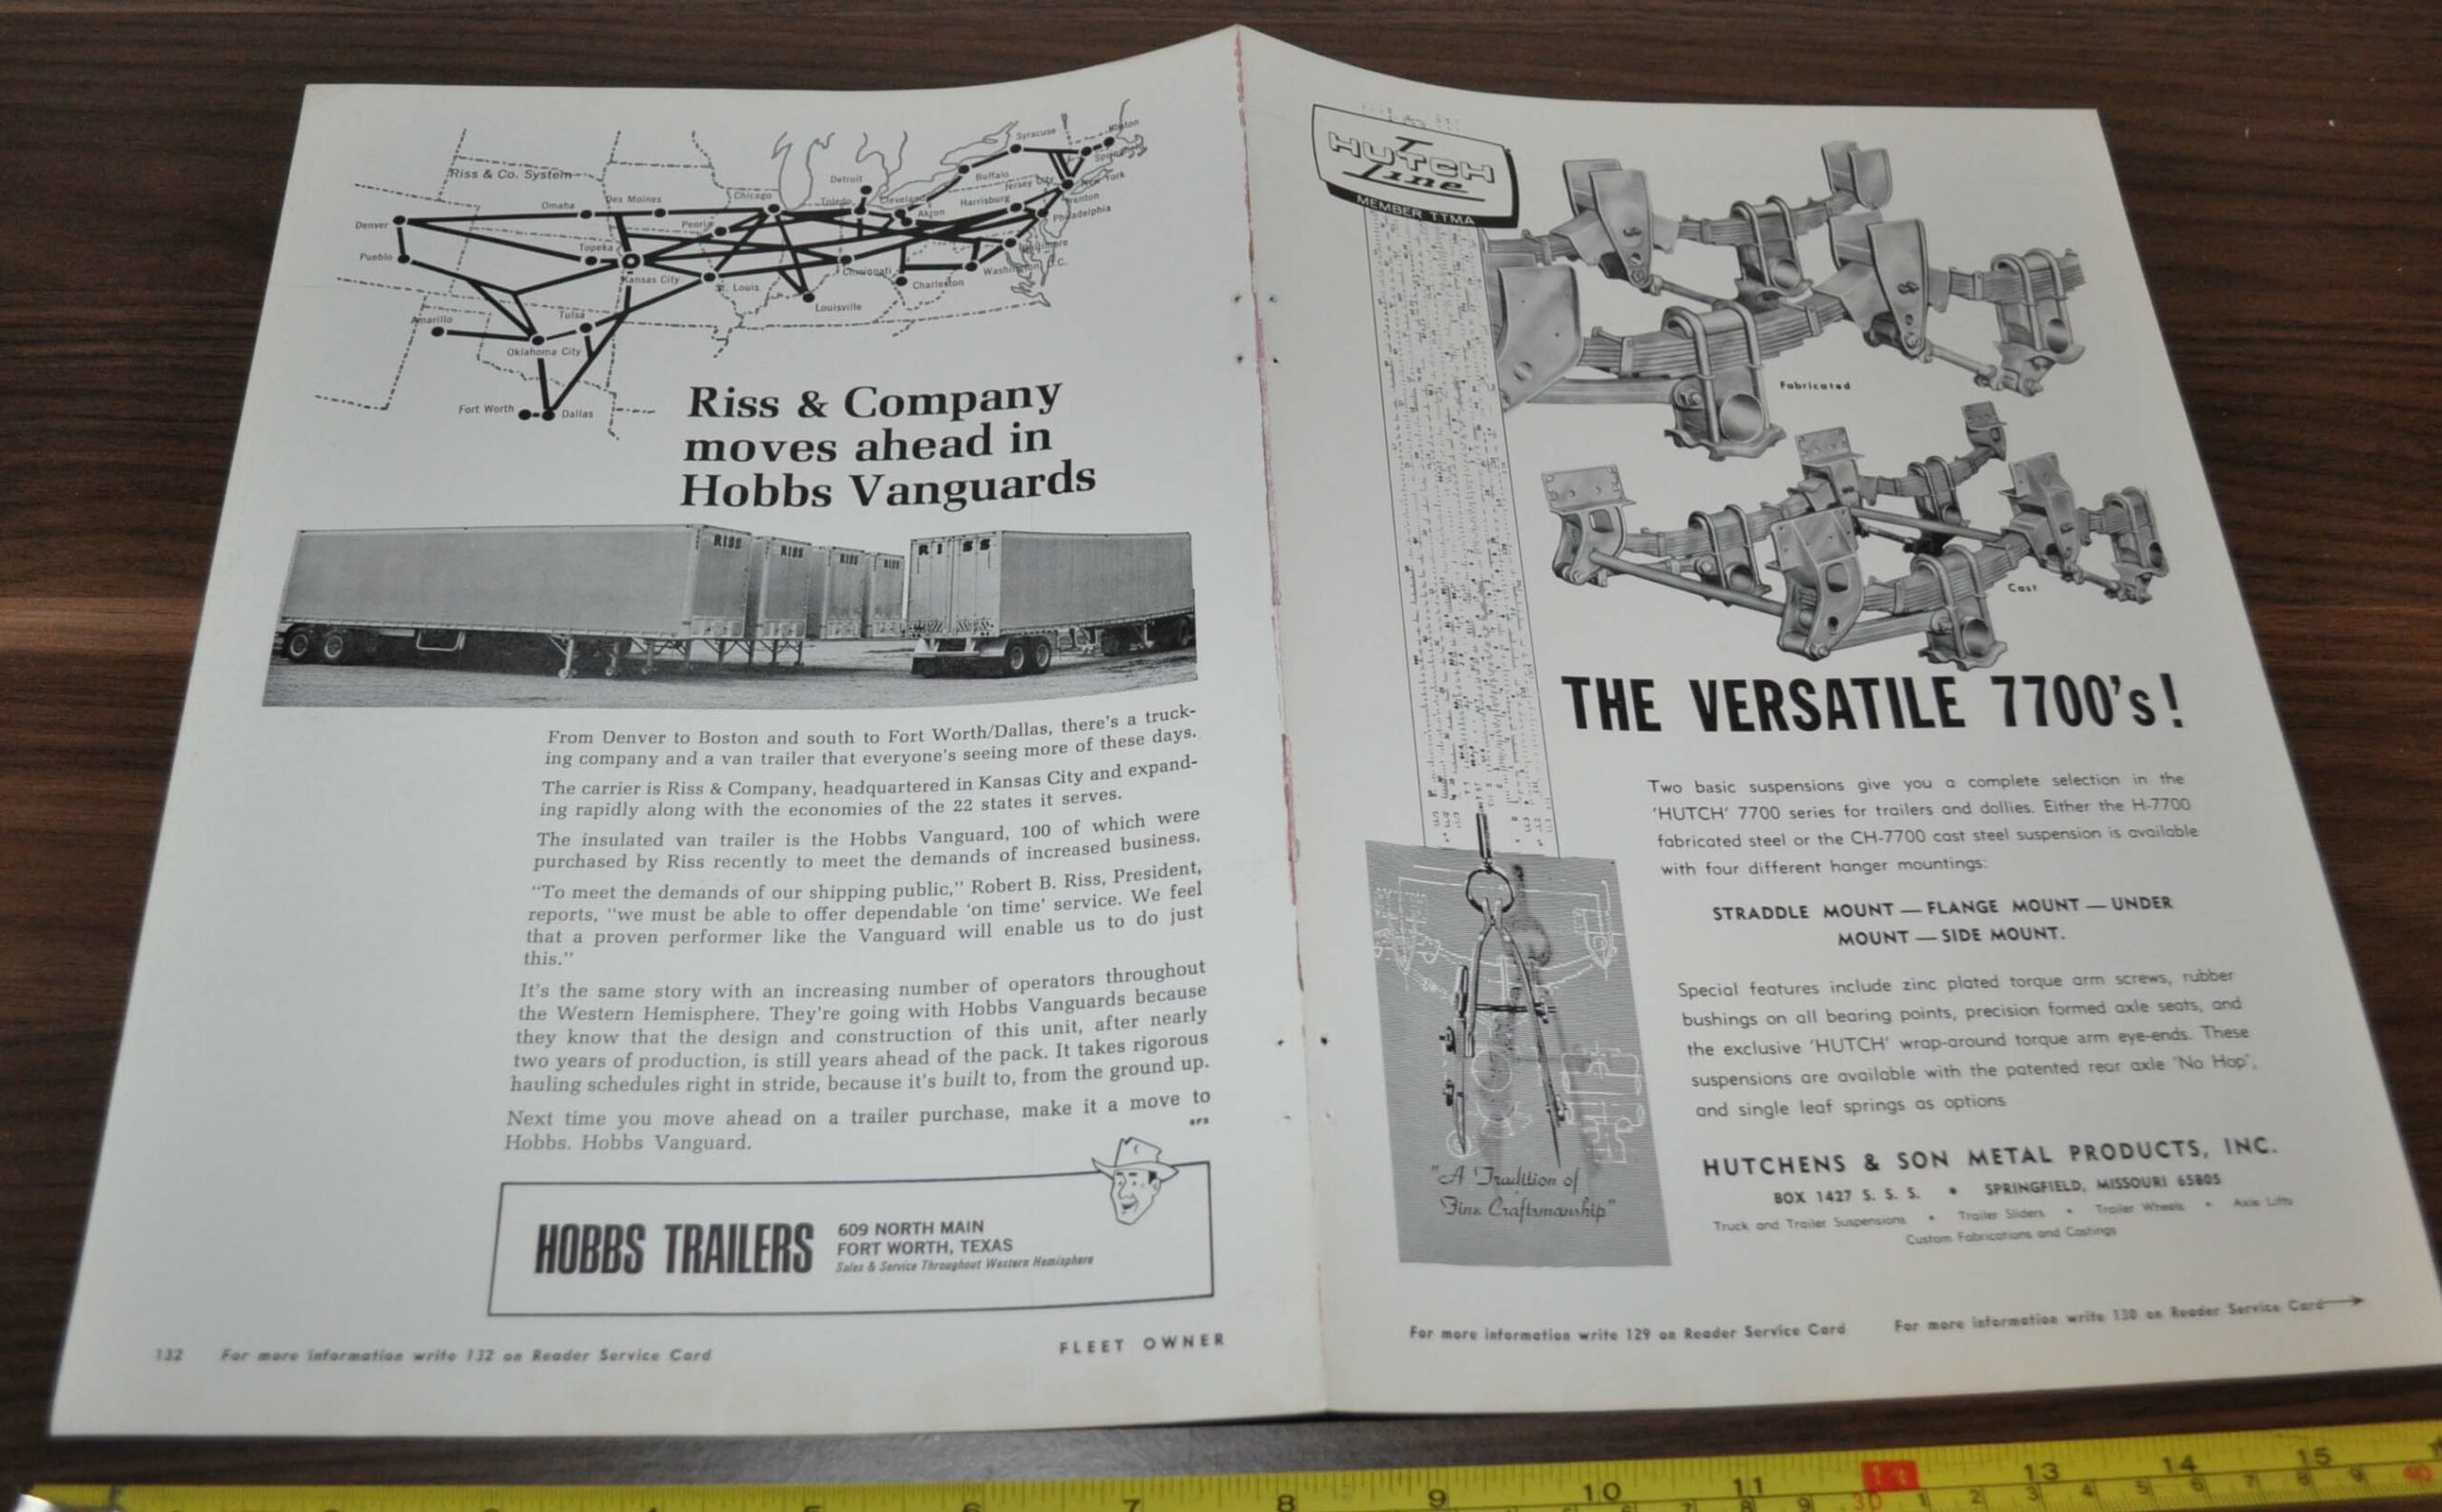 Riss & Co. System
Syracuse
Boston
Buffalo
Detroit
Jersey City
New York
Omaha
Des Moines
Chicago
Toledo
Cleveland
Akron
Harrisburg
Trenton
Philadelphia
Denver
Peoria
Topeka
Pueblo
Kansas City
St. Louis
Cincinnati
Charleston
Washington, D.C.
Louisville
Amarillo
Tulsa
Oklahoma City
Fort Worth
Dallas
Riss & Company
moves ahead in
Hobbs Vanguards
RISS
RISS
RISS
RISS
RISS
From Denver to Boston and south to Fort Worth/Dallas, there's a truck-
ing company and a van trailer that everyone's seeing more of these days.
The carrier is Riss & Company, headquartered in Kansas City and expand-
ing rapidly along with the economies of the 22 states it serves.
The insulated van trailer is the Hobbs Vanguard, 100 of which were
purchased by Riss recently to meet the demands of increased business.
"To meet the demands of our shipping public," Robert B. Riss, President,
reports, "we must be able to offer dependable 'on time' service. We feel
that a proven performer like the Vanguard will enable us to do just
this."
It's the same story with an increasing number of operators throughout
the Western Hemisphere. They're going with Hobbs Vanguards because
they know that the design and construction of this unit, after nearly
two years of production, is still years ahead of the pack. It takes rigorous
hauling schedules right in stride, because it's built to, from the ground up.
Next time you move ahead on a trailer purchase, make it a move to
Hobbs. Hobbs Vanguard.
HOBBS TRAILERS
609 NORTH MAIN
FORT WORTH, TEXAS
Sales & Service Throughout Western Hemisphere
132 For more information write 132 on Reader Service Card
FLEET OWNER
HUTCH
Line
MEMBER TTMA
Fabricated
Cast
THE VERSATILE 7700's!
Two basic suspensions give you a complete selection in the
'HUTCH' 7700 series for trailers and dollies. Either the H-7700
fabricated steel or the CH-7700 cast steel suspension is available
with four different hanger mountings:
STRADDLE MOUNT — FLANGE MOUNT — UNDER
MOUNT — SIDE MOUNT.
Special features include zinc plated torque arm screws, rubber
bushings on all bearing points, precision formed axle seats, and
the exclusive 'HUTCH' wrap-around torque arm eye-ends. These
suspensions are available with the patented rear axle 'No Hop',
and single leaf springs as options
"A Tradition of
Fine Craftsmanship"
HUTCHENS & SON METAL PRODUCTS, INC.
BOX 1427 S. S. S. • SPRINGFIELD, MISSOURI 65805
Truck and Trailer Suspensions • Trailer Sliders • Trailer Wheels • Axle Lifts
Custom Fabrications and Castings
For more information write 129 on Reader Service Card
For more information write 130 on Reader Service Card
7 8 9 10 11 13 14 15